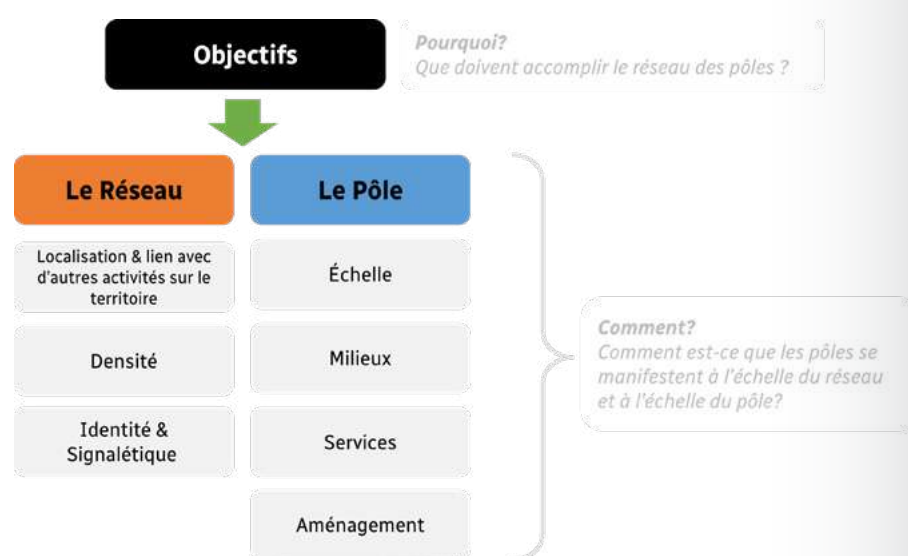 Objectifs
Pourquoi?
Que doivent accomplir le réseau des pôles ?
Le Réseau
Le Pôle
Localisation & lien avec
d'autres activités sur le
territoire
Densité
Identité &
Signalétique
Échelle
Milieux
Services
Aménagement
Comment?
Comment est-ce que les pôles se
manifestent à l'échelle du réseau
et à l'échelle du pôle?